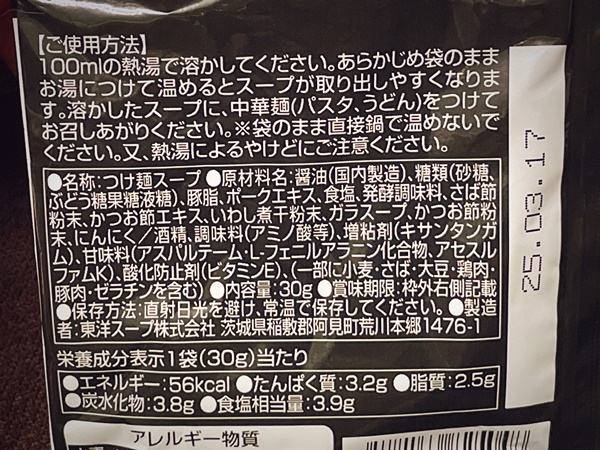 【ご使用方法】
100mlの熱湯で溶かしてください。あらかじめ袋のまま
お湯につけて温めるとスープが取り出しやすくなりま
す。溶かしたスープに、中華麺(パスタ、うどん)をつけて
お召しあがりください。※袋のまま直接鍋で温めないで
ください。又、熱湯によるやけどにご注意ください。
●名称:つけ麺スープ ●原材料名:醤油(国内製造)、糖類(砂糖、
ぶどう糖果糖液糖)、豚脂、ポークエキス、食塩、発酵調味料、さば節
粉末、かつお節エキス、いわし煮干粉末、ガラスープ、かつお節粉
末、にんにく/酒精、調味料(アミノ酸等)、増粘剤(キサンタンガ
ム)、甘味料(アスパルテーム・L-フェニルアラニン化合物、アセスル
ファムK)、酸化防止剤(ビタミンE)、(一部に小麦・さば・大豆・鶏肉・
豚肉・ゼラチンを含む) ●内容量:30g ●賞味期限:枠外右側記載
●保存方法:直射日光を避け、常温で保存してください。●製造
者:東洋スープ株式会社 茨城県稲敷郡阿見町荒川本郷1476-1
栄養成分表示1袋(30g)当たり
●エネルギー:56kcal ●たんぱく質:3.2g ●脂質:2.5g
●炭水化物:3.8g ●食塩相当量:3.9g
アレルギー物質
25.03.17